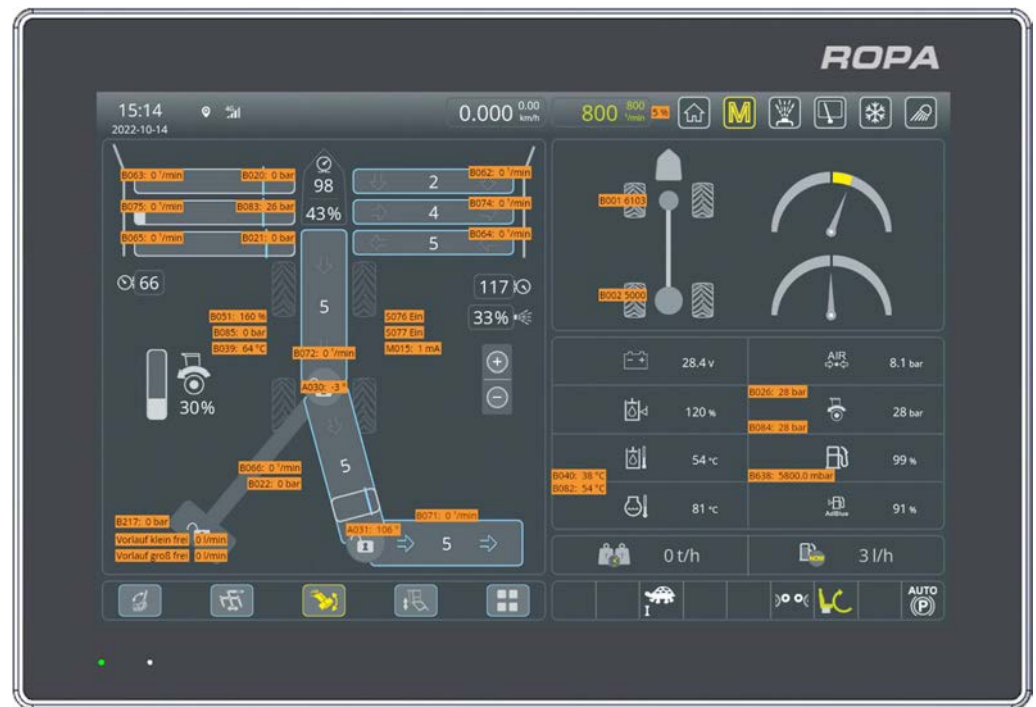 ROPA
15:14
2022-10-14
4G
0.000 0.00 km/h
800 800 1/min 5 %
M
B063: 0 1/min B020: 0 bar
98
2 B062: 0 1/min
B075: 0 1/min B083: 26 bar
43%
4 B074: 0 1/min
B065: 0 1/min B021: 0 bar
5 B064: 0 1/min
66
117
33%
5
B051: 160 %
B085: 0 bar
B039: 64 °C
S076 Ein
S077 Ein
M015: 1 mA
B072: 0 1/min
A030: -3 °
30%
+
−
5
B066: 0 1/min
B022: 0 bar
B217: 0 bar
Vorlauf klein frei 0 l/min
Vorlauf groß frei 0 l/min
A031: 106 °
B071: 0 1/min
5
B001 6103
B002 5000
28.4 v
AIR
8.1 bar
120 %
B026: 28 bar
B084: 28 bar
28 bar
54 °C
99 %
B040: 38 °C
B082: 54 °C
B638: 5800.0 mbar
81 °C
AdBlue
91 %
0 t/h
NOW
3 l/h
I
AUTO
(P)